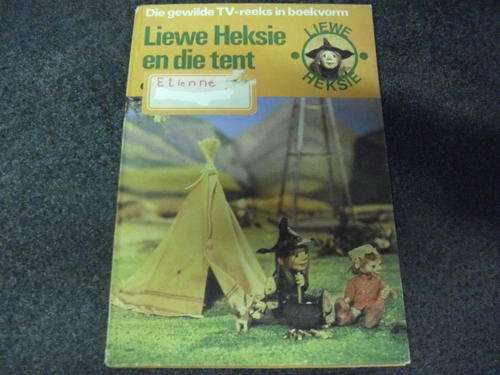 Die gewilde TV-reeks in boekvorm
Liewe Heksie
en die tent
Etienne
LIEWE
HEKSIE